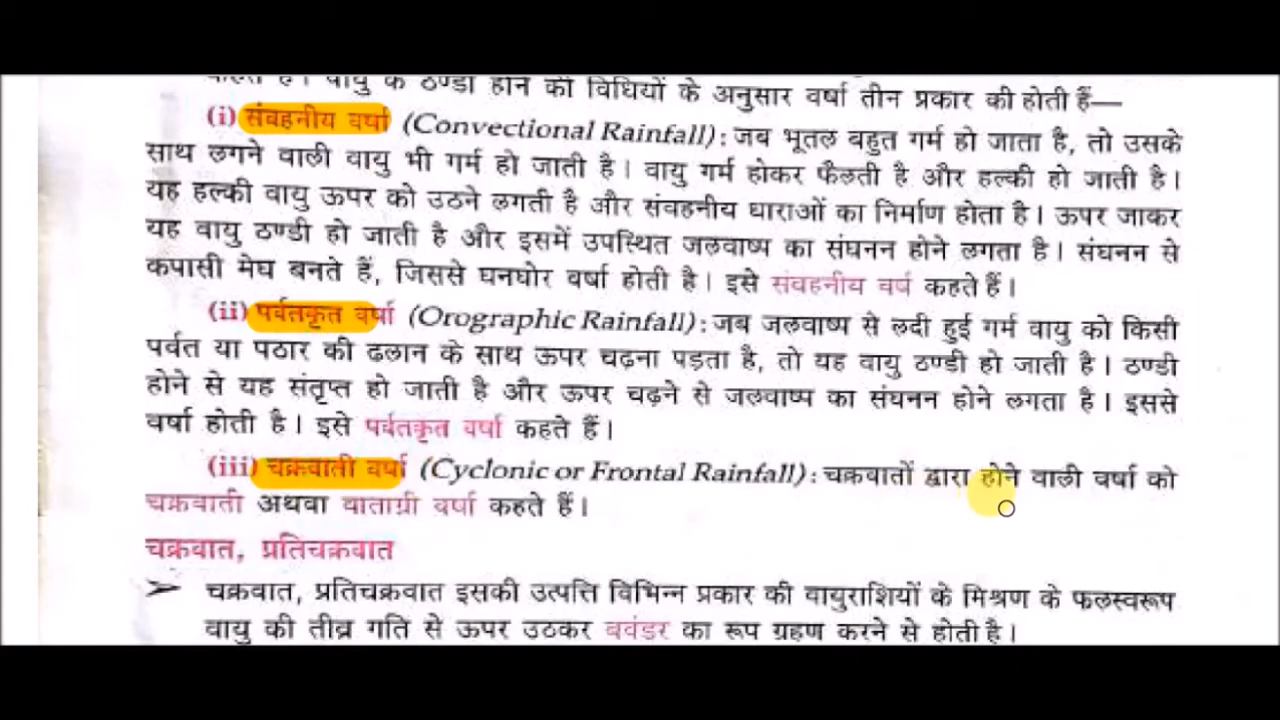 है। वायु के ठण्डी होने की विधियों के अनुसार वर्षा तीन प्रकार की होती हैं—
(i) संवहनीय वर्षा (Convectional Rainfall) : जब भूतल बहुत गर्म हो जाता है, तो उसके
साथ लगने वाली वायु भी गर्म हो जाती है। वायु गर्म होकर फैलती है और हल्की हो जाती है।
यह हल्की वायु ऊपर को उठने लगती है और संवहनीय धाराओं का निर्माण होता है। ऊपर जाकर
यह वायु ठण्डी हो जाती है और इसमें उपस्थित जलवाष्प का संघनन होने लगता है। संघनन से
कपासी मेघ बनते हैं, जिससे घनघोर वर्षा होती है। इसे संवहनीय वर्ष कहते हैं।
(ii) पर्वतकृत वर्षा (Orographic Rainfall) : जब जलवाष्प से लदी हुई गर्म वायु को किसी
पर्वत या पठार की ढलान के साथ ऊपर चढ़ना पड़ता है, तो यह वायु ठण्डी हो जाती है। ठण्डी
होने से यह संतृप्त हो जाती है और ऊपर चढ़ने से जलवाष्प का संघनन होने लगता है। इससे
वर्षा होती है। इसे पर्वतकृत वर्षा कहते हैं।
(iii) चक्रवाती वर्षा (Cyclonic or Frontal Rainfall) : चक्रवातों द्वारा होने वाली वर्षा को
चक्रवाती अथवा वाताग्री वर्षा कहते हैं।
चक्रवात, प्रतिचक्रवात
➢ चक्रवात, प्रतिचक्रवात इसकी उत्पत्ति विभिन्न प्रकार की वायुराशियों के मिश्रण के फलस्वरूप
वायु की तीव्र गति से ऊपर उठकर बवंडर का रूप ग्रहण करने से होती है।